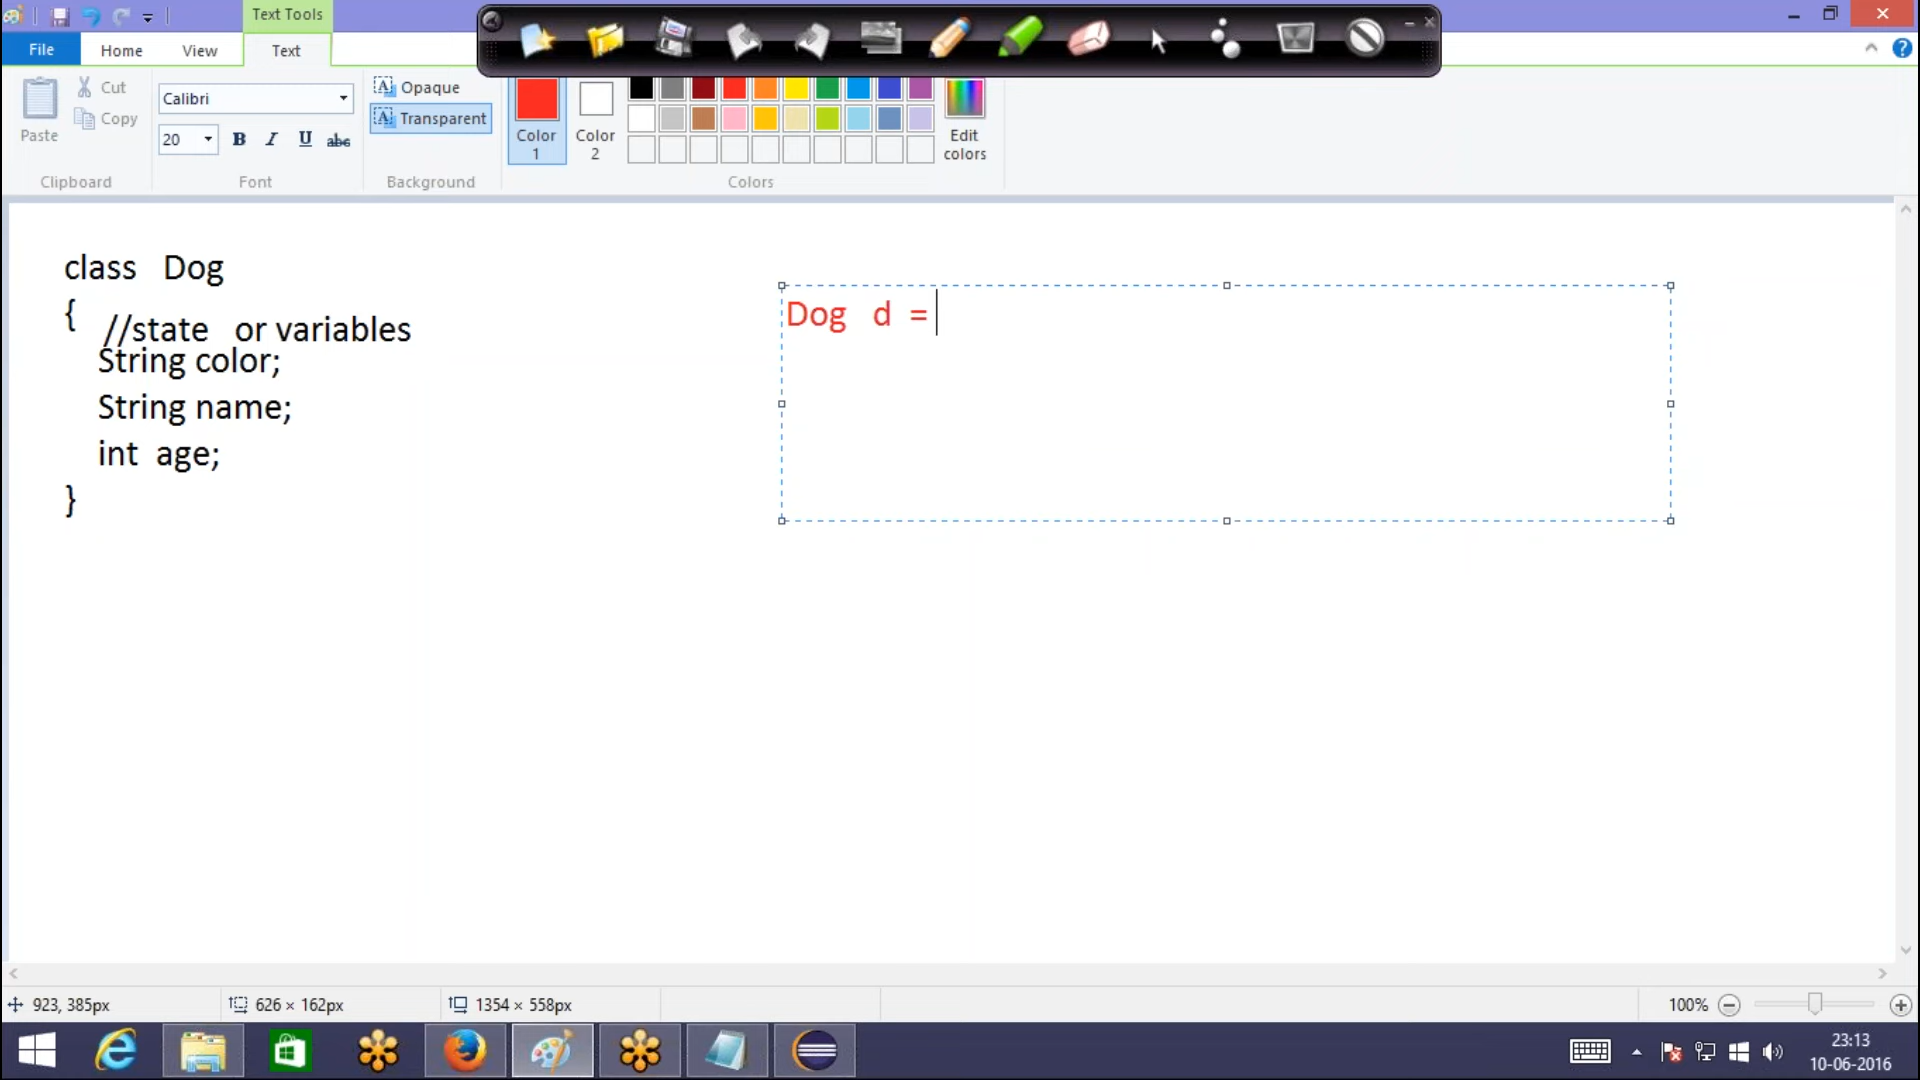 Text Tools
File
Home
View
Text
Paste
Cut
Copy
Clipboard
Calibri
20
B
I
U
abc
Font
A Opaque
A Transparent
Background
Color 1
Color 2
Edit colors
Colors
class Dog
{ //state or variables
String color;
String name;
int age;
}
Dog d =
923, 385px
626 × 162px
1354 × 558px
100%
23:13
10-06-2016